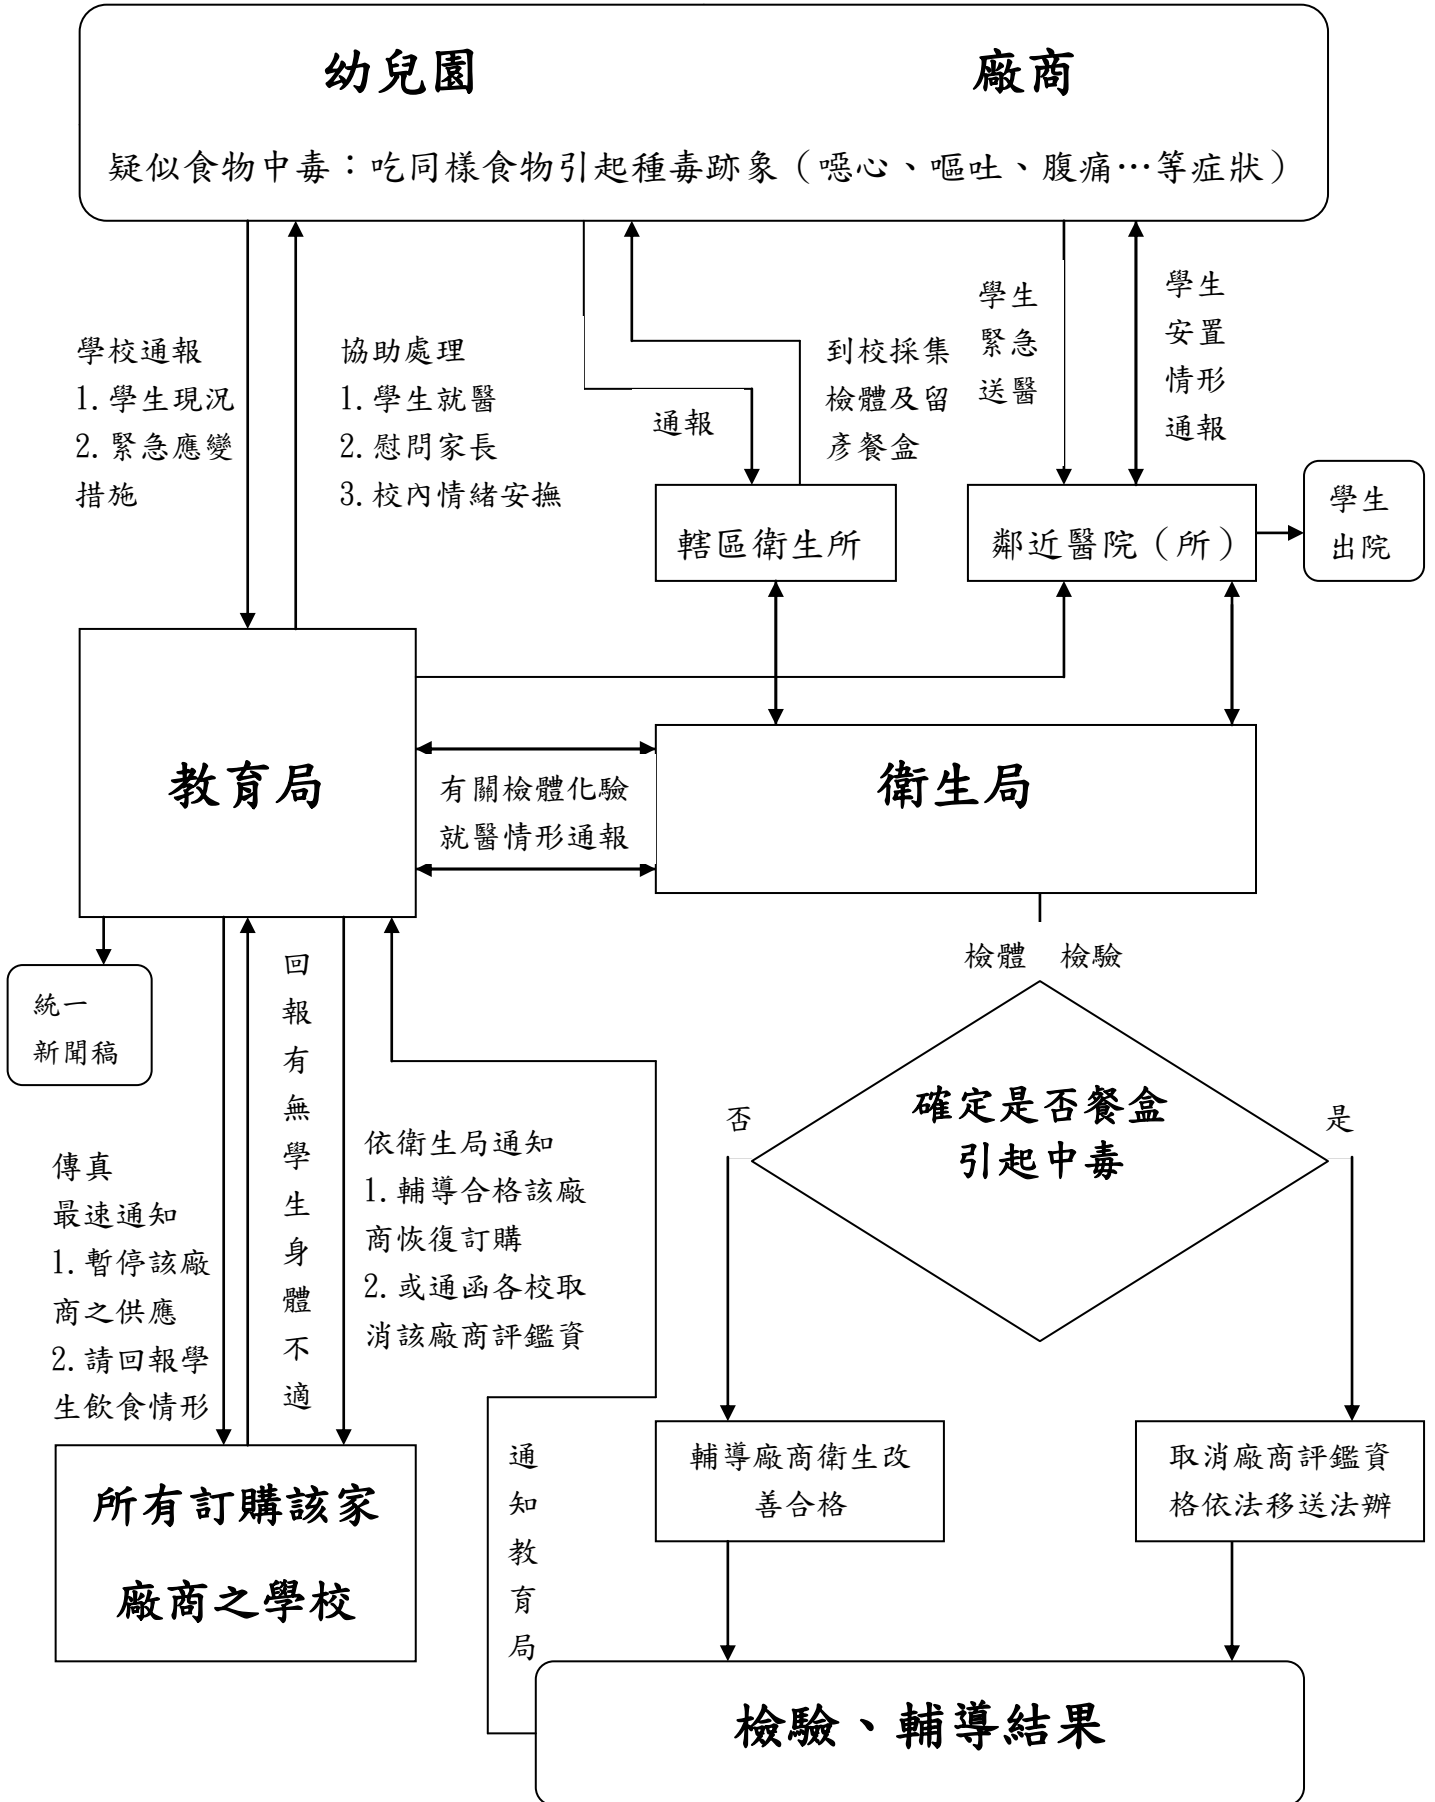 幼兒園
廠商
疑似食物中毒：吃同樣食物引起種毒跡象（噁心、嘔吐、腹痛…等症狀）
學校通報
1.學生現況
2.緊急應變
措施
協助處理
1.學生就醫
2.慰問家長
3.校內情緒安撫
通報
到校採集
檢體及留
彥餐盒
學生
緊急
送醫
學生
安置
情形
通報
轄區衛生所
鄰近醫院（所）
學生
出院
教育局
有關檢體化驗
就醫情形通報
衛生局
檢體 檢驗
統一
新聞稿
回
報
有
無
學
生
身
體
不
適
傳真
最速通知
1.暫停該廠
商之供應
2.請回報學
生飲食情形
依衛生局通知
1.輔導合格該廠
商恢復訂購
2.或通函各校取
消該廠商評鑑資
否
確定是否餐盒
引起中毒
是
所有訂購該家
廠商之學校
通
知
教
育
局
輔導廠商衛生改
善合格
取消廠商評鑑資
格依法移送法辦
檢驗、輔導結果